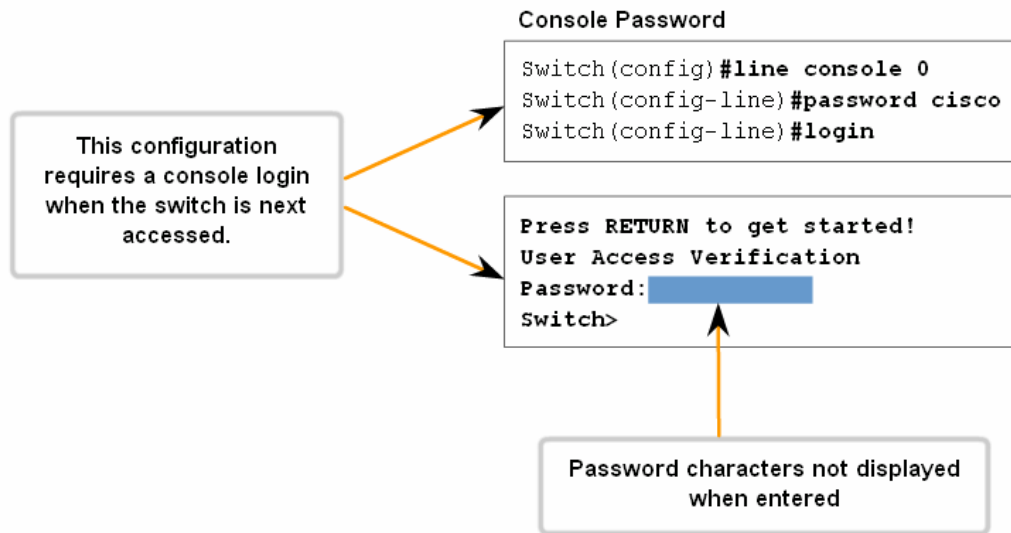 Console Password
Switch(config)#line console 0
Switch(config-line)#password cisco
Switch(config-line)#login
This configuration
requires a console login
when the switch is next
accessed.
Press RETURN to get started!
User Access Verification
Password:
Switch>
Password characters not displayed
when entered